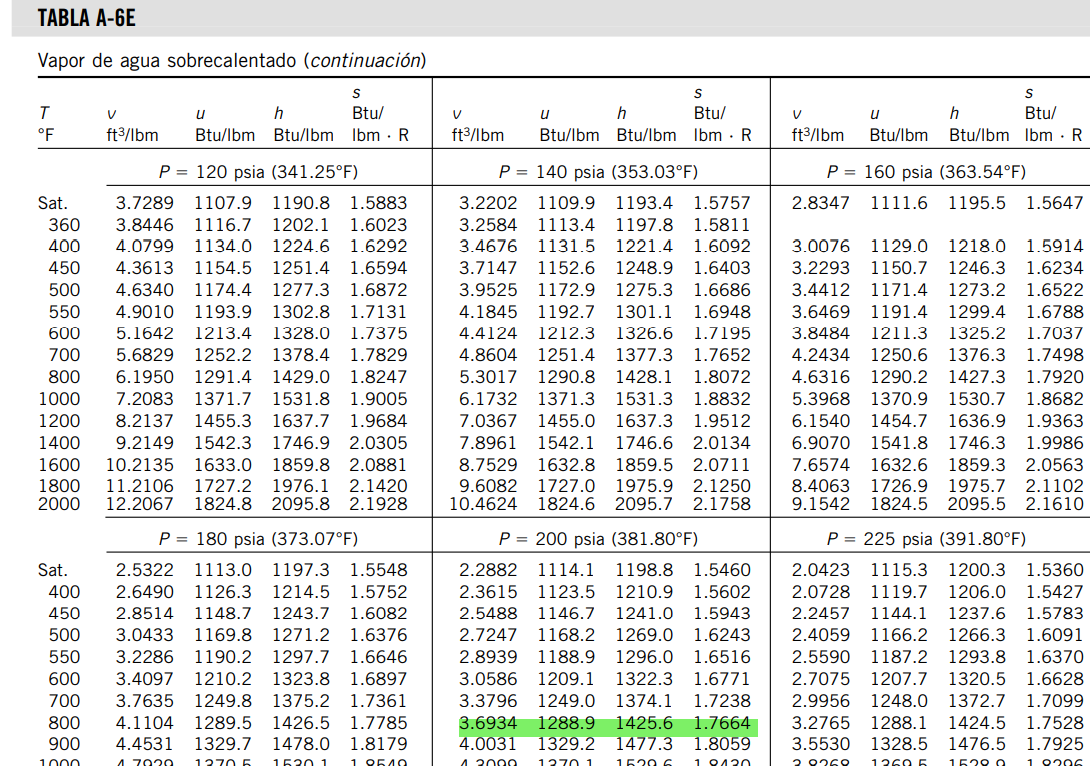 TABLA A-6E
Vapor de agua sobrecalentado (continuación)
s s s
T v u h Btu/ v u h Btu/ v u h Btu/
°F ft³/lbm Btu/lbm Btu/lbm lbm · R ft³/lbm Btu/lbm Btu/lbm lbm · R ft³/lbm Btu/lbm Btu/lbm lbm · R
P = 120 psia (341.25°F) P = 140 psia (353.03°F) P = 160 psia (363.54°F)
Sat. 3.7289 1107.9 1190.8 1.5883 3.2202 1109.9 1193.4 1.5757 2.8347 1111.6 1195.5 1.5647
360 3.8446 1116.7 1202.1 1.6023 3.2584 1113.4 1197.8 1.5811
400 4.0799 1134.0 1224.6 1.6292 3.4676 1131.5 1221.4 1.6092 3.0076 1129.0 1218.0 1.5914
450 4.3613 1154.5 1251.4 1.6594 3.7147 1152.6 1248.9 1.6403 3.2293 1150.7 1246.3 1.6234
500 4.6340 1174.4 1277.3 1.6872 3.9525 1172.9 1275.3 1.6686 3.4412 1171.4 1273.2 1.6522
550 4.9010 1193.9 1302.8 1.7131 4.1845 1192.7 1301.1 1.6948 3.6469 1191.4 1299.4 1.6788
600 5.1642 1213.4 1328.0 1.7375 4.4124 1212.3 1326.6 1.7195 3.8484 1211.3 1325.2 1.7037
700 5.6829 1252.2 1378.4 1.7829 4.8604 1251.4 1377.3 1.7652 4.2434 1250.6 1376.3 1.7498
800 6.1950 1291.4 1429.0 1.8247 5.3017 1290.8 1428.1 1.8072 4.6316 1290.2 1427.3 1.7920
1000 7.2083 1371.7 1531.8 1.9005 6.1732 1371.3 1531.3 1.8832 5.3968 1370.9 1530.7 1.8682
1200 8.2137 1455.3 1637.7 1.9684 7.0367 1455.0 1637.3 1.9512 6.1540 1454.7 1636.9 1.9363
1400 9.2149 1542.3 1746.9 2.0305 7.8961 1542.1 1746.6 2.0134 6.9070 1541.8 1746.3 1.9986
1600 10.2135 1633.0 1859.8 2.0881 8.7529 1632.8 1859.5 2.0711 7.6574 1632.6 1859.3 2.0563
1800 11.2106 1727.2 1976.1 2.1420 9.6082 1727.0 1975.9 2.1250 8.4063 1726.9 1975.7 2.1102
2000 12.2067 1824.8 2095.8 2.1928 10.4624 1824.6 2095.7 2.1758 9.1542 1824.5 2095.5 2.1610
P = 180 psia (373.07°F) P = 200 psia (381.80°F) P = 225 psia (391.80°F)
Sat. 2.5322 1113.0 1197.3 1.5548 2.2882 1114.1 1198.8 1.5460 2.0423 1115.3 1200.3 1.5360
400 2.6490 1126.3 1214.5 1.5752 2.3615 1123.5 1210.9 1.5602 2.0728 1119.7 1206.0 1.5427
450 2.8514 1148.7 1243.7 1.6082 2.5488 1146.7 1241.0 1.5943 2.2457 1144.1 1237.6 1.5783
500 3.0433 1169.8 1271.2 1.6376 2.7247 1168.2 1269.0 1.6243 2.4059 1166.2 1266.3 1.6091
550 3.2286 1190.2 1297.7 1.6646 2.8939 1188.9 1296.0 1.6516 2.5590 1187.2 1293.8 1.6370
600 3.4097 1210.2 1323.8 1.6897 3.0586 1209.1 1322.3 1.6771 2.7075 1207.7 1320.5 1.6628
700 3.7635 1249.8 1375.2 1.7361 3.3796 1249.0 1374.1 1.7238 2.9956 1248.0 1372.7 1.7099
800 4.1104 1289.5 1426.5 1.7785 3.6934 1288.9 1425.6 1.7664 3.2765 1288.1 1424.5 1.7528
900 4.4531 1329.7 1478.0 1.8179 4.0031 1329.2 1477.3 1.8059 3.5530 1328.5 1476.5 1.7925
1000 4.7929 1370.5 1530.1 1.8549 4.3099 1370.1 1529.6 1.8430 3.8268 1369.5 1528.9 1.8296